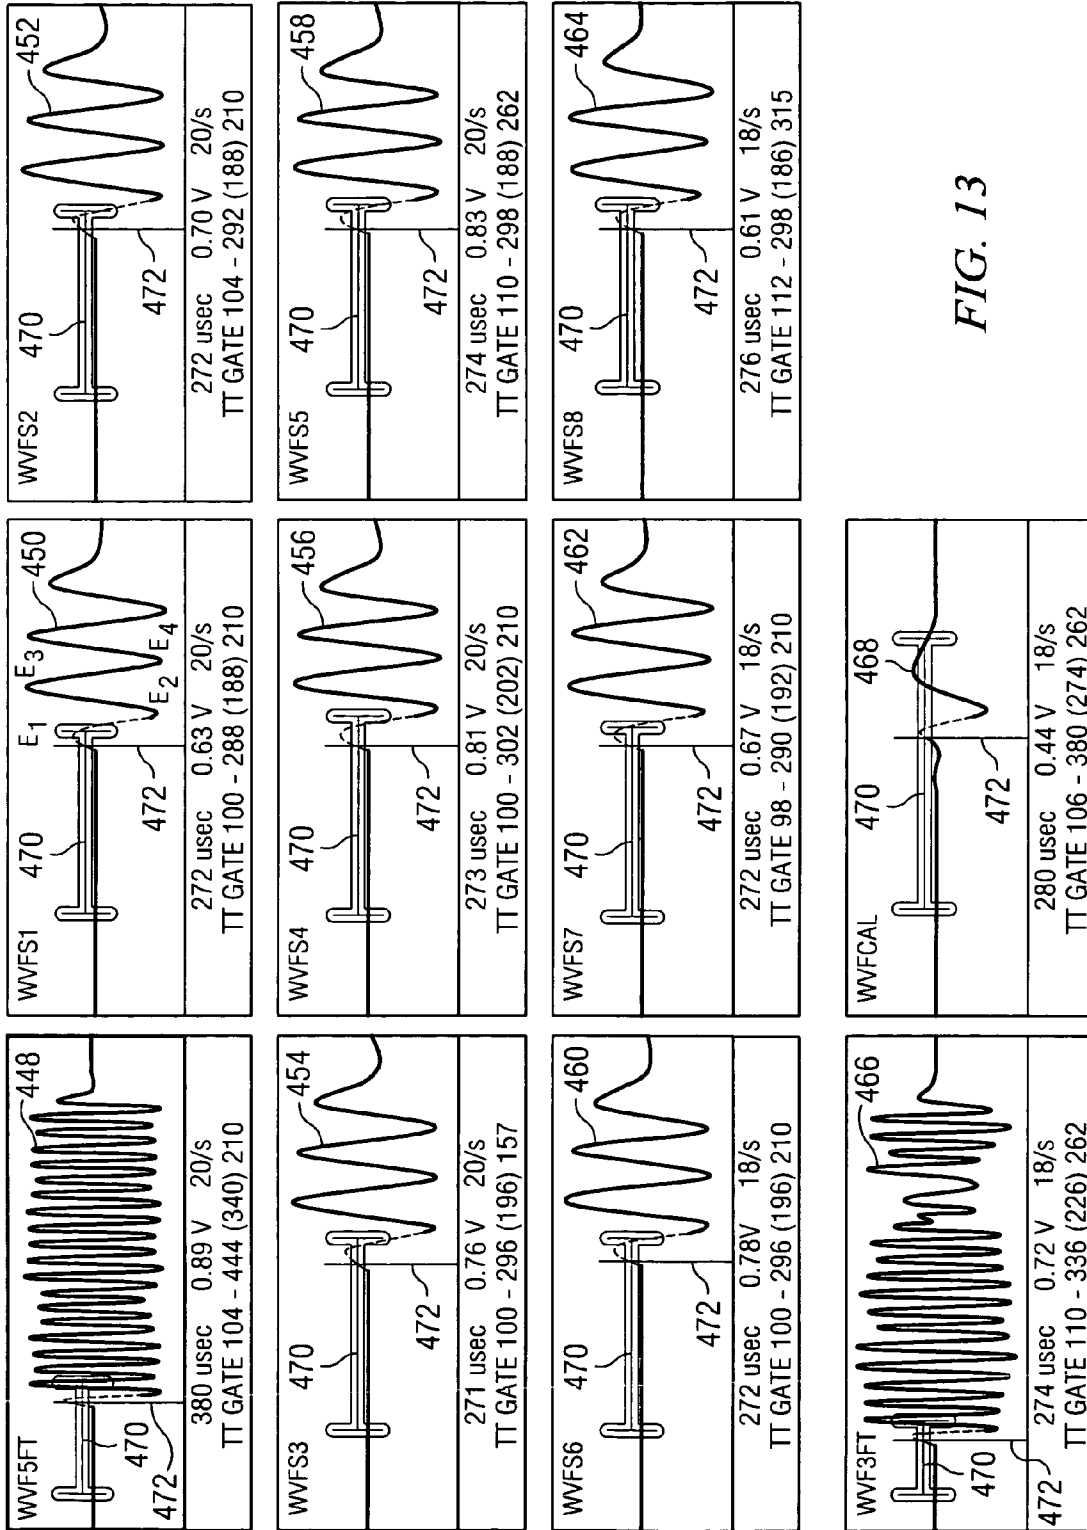 WVF5FT
448
470
472
380 usec 0.89 V 20/s
TT GATE 104 - 444 (340) 210
WVFS1
470
E1
E3
450
E2
E4
472
272 usec 0.63 V 20/s
TT GATE 100 - 288 (188) 210
WVFS2
470
452
472
272 usec 0.70 V 20/s
TT GATE 104 - 292 (188) 210
WVFS3
470
454
472
271 usec 0.76 V 20/s
TT GATE 100 - 296 (196) 157
WVFS4
470
456
472
273 usec 0.81 V 20/s
TT GATE 100 - 302 (202) 210
WVFS5
470
458
472
274 usec 0.83 V 20/s
TT GATE 110 - 298 (188) 262
WVFS6
470
460
472
272 usec 0.78V 18/s
TT GATE 100 - 296 (196) 210
WVFS7
470
462
472
272 usec 0.67 V 18/s
TT GATE 98 - 290 (192) 210
WVFS8
470
464
472
276 usec 0.61 V 18/s
TT GATE 112 - 298 (186) 315
WVF3FT
466
470
472
274 usec 0.72 V 18/s
TT GATE 110 - 336 (226) 262
WVFCAL
470
468
472
280 usec 0.44 V 18/s
TT GATE 106 - 380 (274) 262
FIG. 13